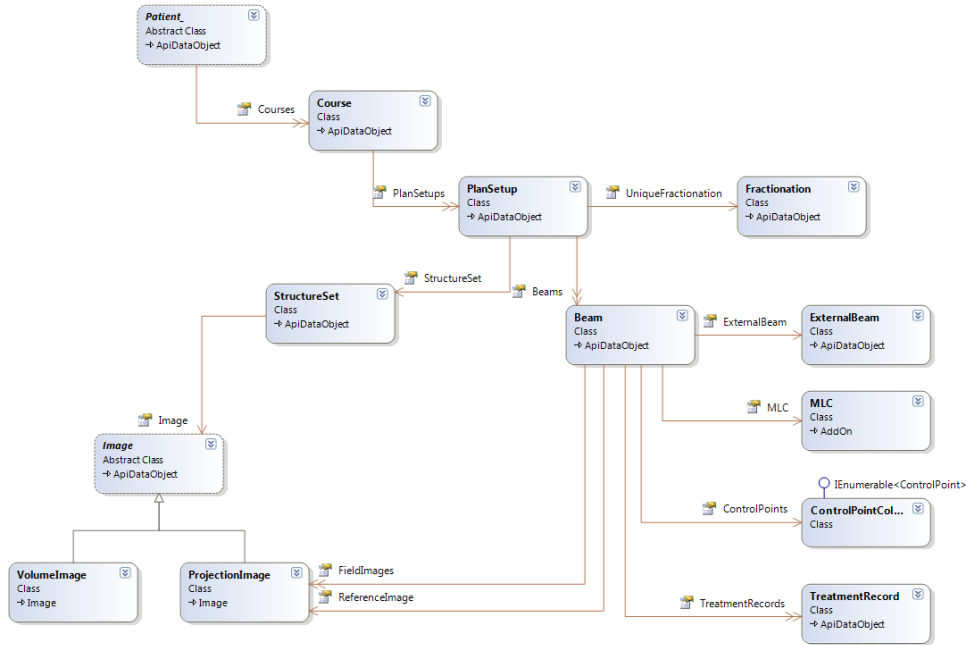 Patient_
Abstract Class
ApiDataObject
Courses
Course
Class
ApiDataObject
PlanSetups
PlanSetup
Class
ApiDataObject
UniqueFractionation
Fractionation
Class
ApiDataObject
StructureSet
Beams
StructureSet
Class
ApiDataObject
Beam
Class
ApiDataObject
ExternalBeam
ExternalBeam
Class
ApiDataObject
MLC
MLC
Class
AddOn
Image
Image
Abstract Class
ApiDataObject
IEnumerable<ControlPoint>
ControlPoints
ControlPointCol...
Class
VolumeImage
Class
Image
ProjectionImage
Class
Image
FieldImages
ReferenceImage
TreatmentRecords
TreatmentRecord
Class
ApiDataObject